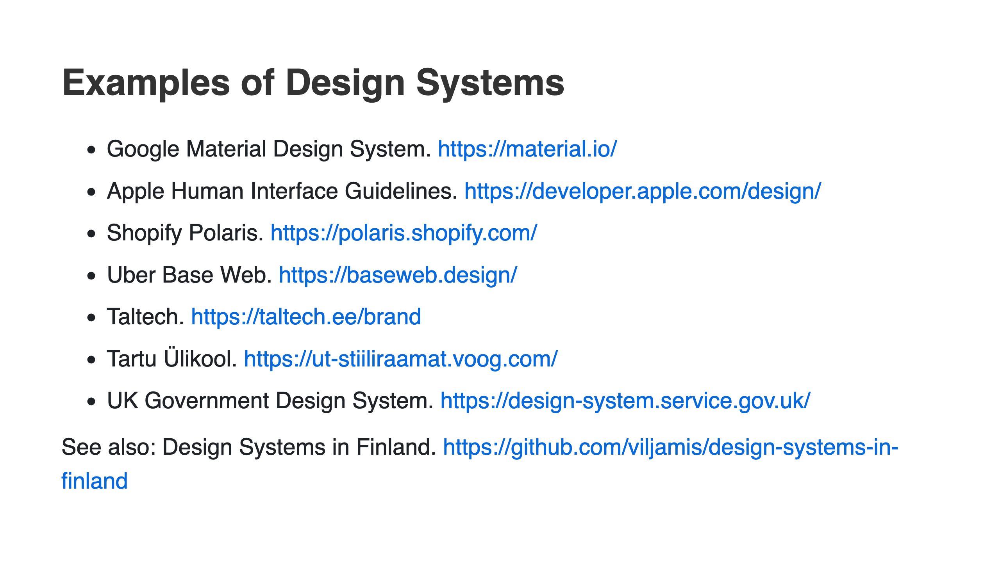 Examples of Design Systems
• Google Material Design System. https://material.io/
• Apple Human Interface Guidelines. https://developer.apple.com/design/
• Shopify Polaris. https://polaris.shopify.com/
• Uber Base Web. https://baseweb.design/
• Taltech. https://taltech.ee/brand
• Tartu Ülikool. https://ut-stiiliraamat.voog.com/
• UK Government Design System. https://design-system.service.gov.uk/
See also: Design Systems in Finland. https://github.com/viljamis/design-systems-in-
finland